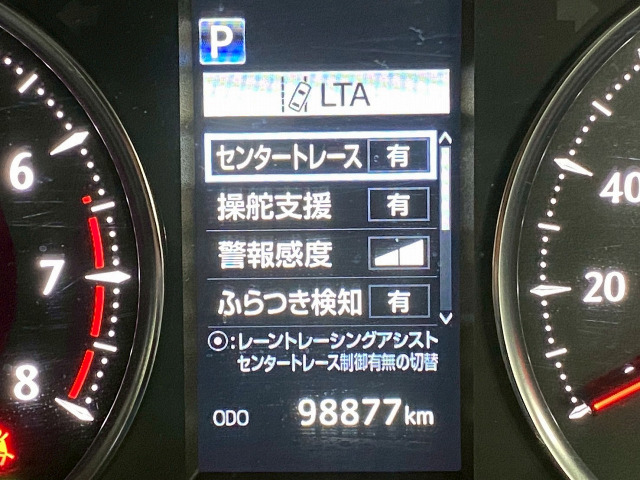 P
LTA
センタートレース 有
操舵支援 有
警報感度
ふらつき検知 有
⦿:レーントレーシングアシスト
センタートレース制御有無の切替
ODO 98877km
6
7
8
40
20